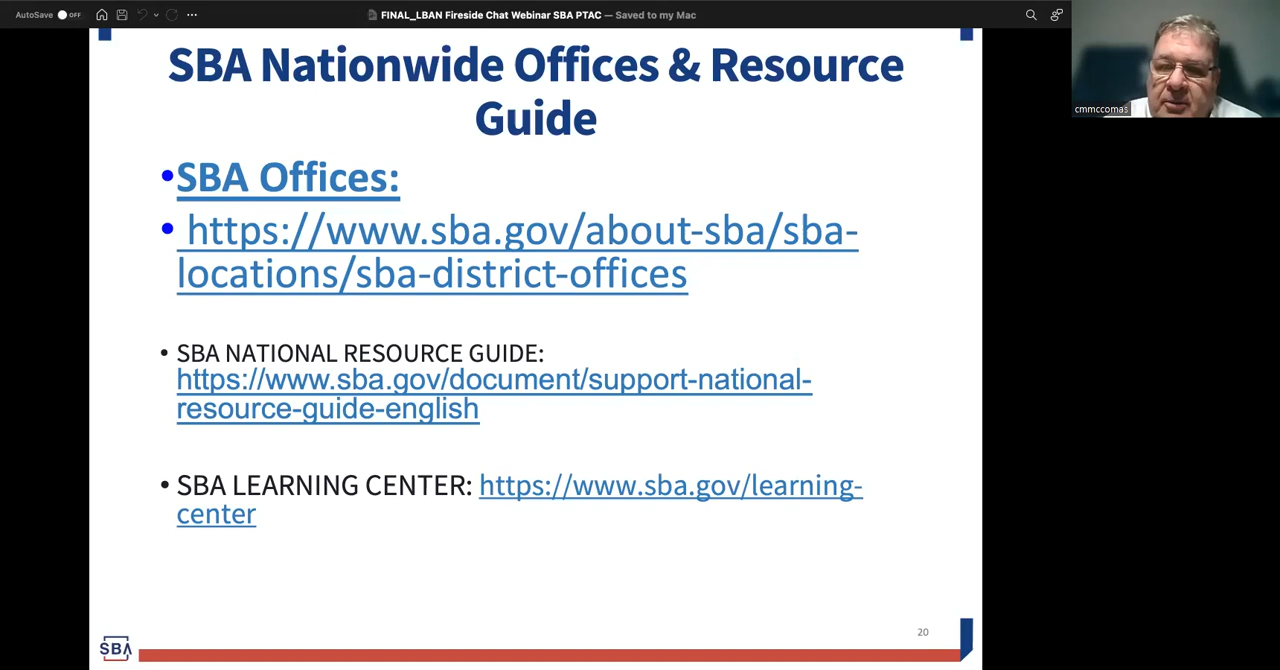 AutoSave OFF
FINAL_LBAN Fireside Chat Webinar SBA PTAC — Saved to my Mac
cmmccomas
SBA Nationwide Offices & Resource
Guide
•SBA Offices:
• https://www.sba.gov/about-sba/sba-
locations/sba-district-offices
• SBA NATIONAL RESOURCE GUIDE:
https://www.sba.gov/document/support-national-
resource-guide-english
• SBA LEARNING CENTER: https://www.sba.gov/learning-
center
20
SBA